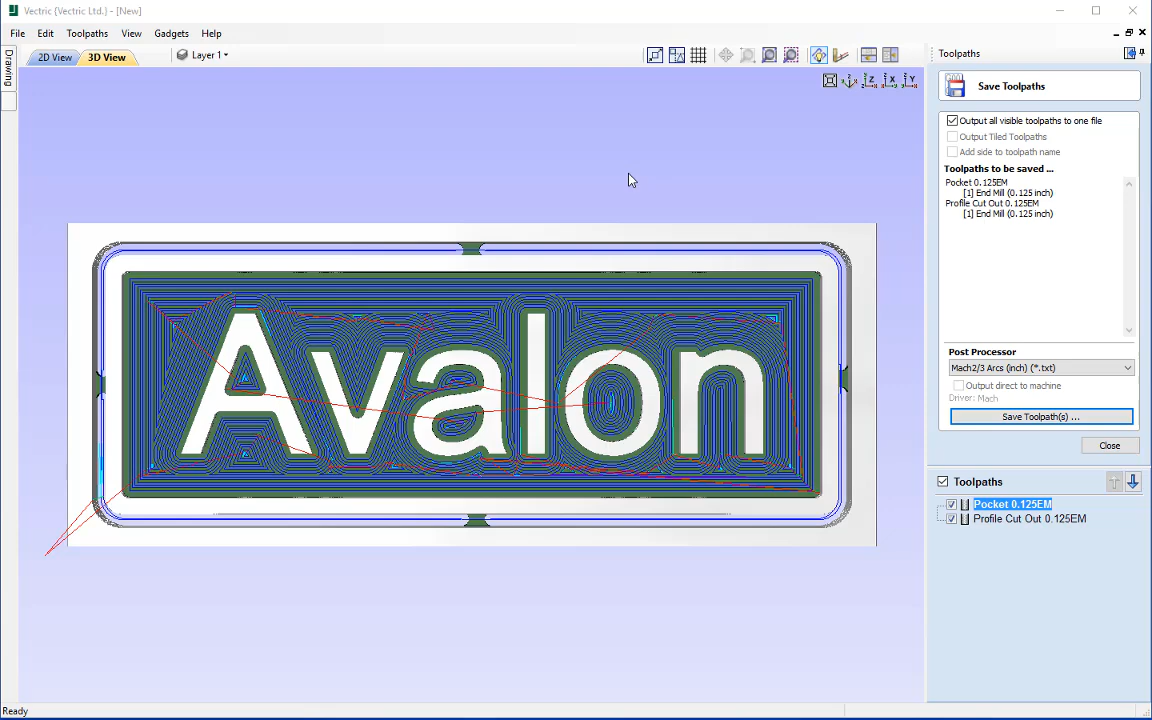 Vectric {Vectric Ltd.} - [New]
File Edit Toolpaths View Gadgets Help
2D View 3D View Layer 1
Drawing
Toolpaths
Save Toolpaths
Output all visible toolpaths to one file
Output Tiled Toolpaths
Add side to toolpath name
Toolpaths to be saved ...
Pocket 0.125EM
[1] End Mill (0.125 inch)
Profile Cut Out 0.125EM
[1] End Mill (0.125 inch)
Post Processor
Mach2/3 Arcs (inch) (*.txt)
Output direct to machine
Driver: Mach
Save Toolpath(s) ...
Close
Toolpaths
Pocket 0.125EM
Profile Cut Out 0.125EM
Avalon
Ready